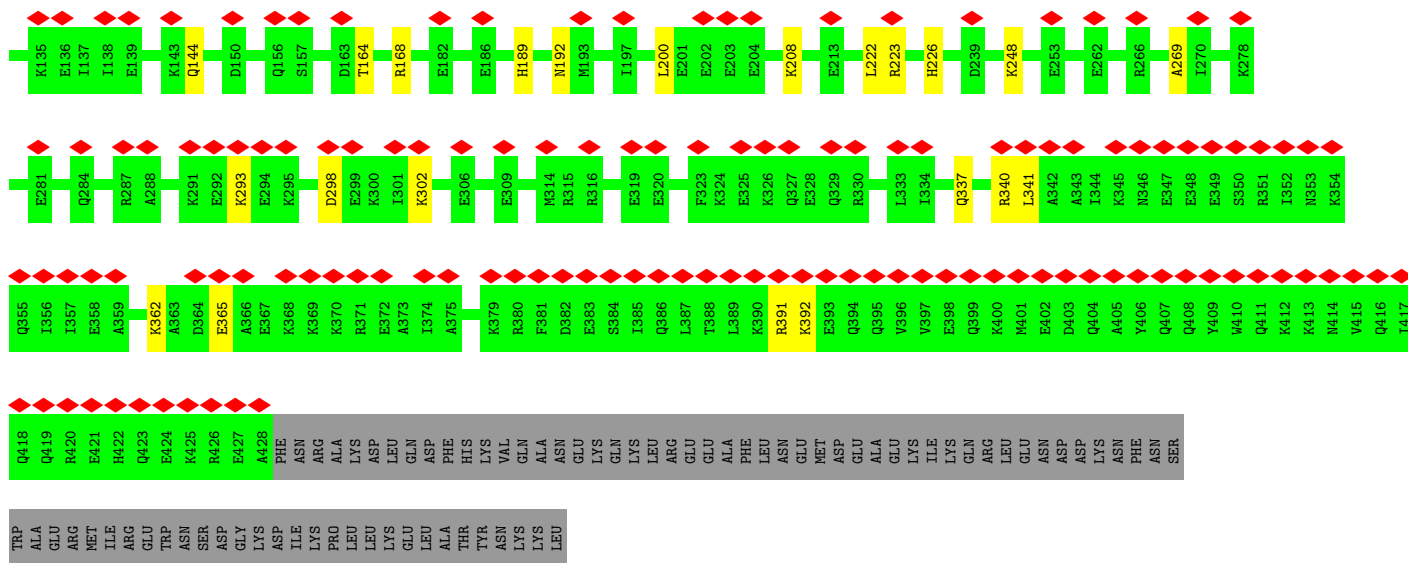 K135 E136 I137 I138 E139 K143 Q144 D150 Q156 S157 D163 T164 R168 E182 E186 H189 N192 M193 I197 L200 E201 E202 E203 E204 K208 E213 L222 R223 H226 D239 K248 E253 E262 R266 A269 I270 K278
E281 Q284 R287 A288 K291 E292 K293 E294 K295 D298 E299 K300 I301 K302 E306 E309 M314 R315 R316 E319 E320 F323 K324 E325 K326 Q327 E328 Q329 R330 L333 I334 Q337 R340 L341 A342 A343 I344 K345 N346 E347 E348 E349 S350 R351 I352 N353 K354
Q355 I356 I357 E358 A359 K362 A363 D364 E365 A366 E367 K368 K369 K370 R371 E372 A373 I374 A375 K379 R380 F381 D382 E383 S384 I385 Q386 L387 T388 L389 K390 R391 K392 E393 Q394 Q395 V396 V397 E398 Q399 K400 M401 E402 D403 Q404 A405 Y406 Q407 Q408 Y409 W410 Q411 K412 K413 N414 V415 Q416 I417
Q418 Q419 R420 E421 H422 Q423 E424 K425 R426 E427 A428 PHE ASN ARG ALA LYS ASP LEU GLN ASP PHE HIS LYS VAL GLN ALA ASN GLU LYS GLN LYS LEU ARG GLU GLU ALA PHE LEU ASN GLU MET ASP GLU ALA GLU LYS ILE LYS GLN ARG LEU GLU ASN ASP ASP LYS ASN PHE ASN SER
TRP ALA GLU ARG MET ILE ARG GLU TRP ASN SER ASP GLY LYS ASP ILE LYS PRO LEU LEU LYS GLU LEU ALA THR TYR ASN LYS LYS LEU